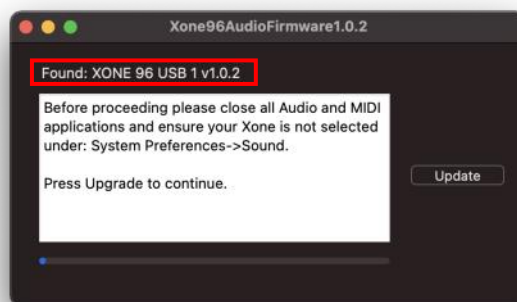 Xone96AudioFirmware1.0.2
Found: XONE 96 USB 1 v1.0.2
Before proceeding please close all Audio and MIDI
applications and ensure your Xone is not selected
under: System Preferences->Sound.
Press Upgrade to continue.
Update